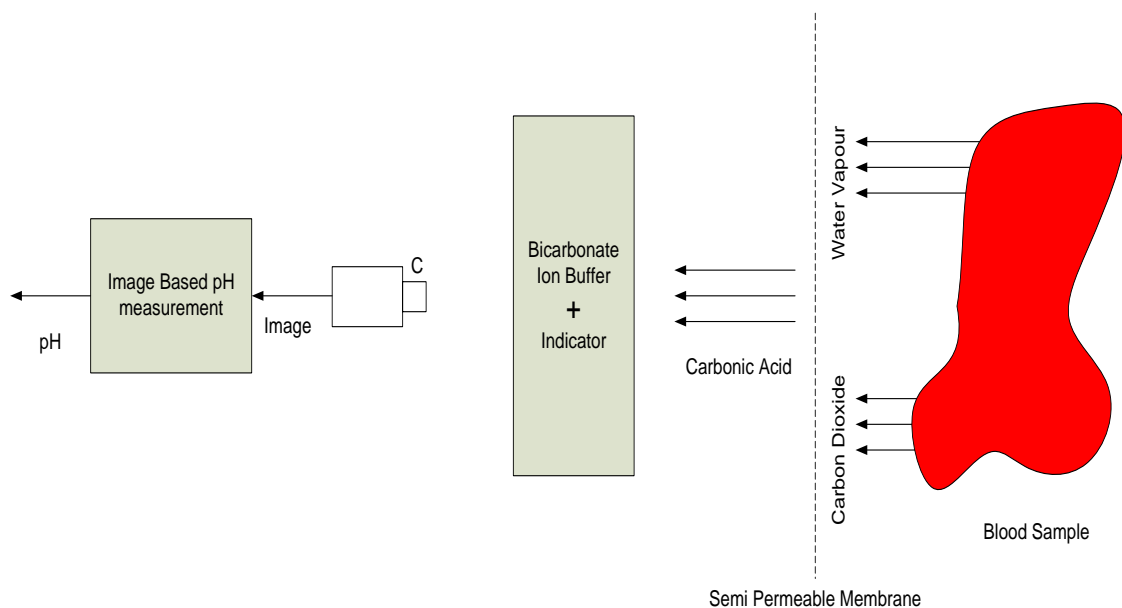 Image Based pH
measurement
pH
Image
C
Bicarbonate
Ion Buffer
+
Indicator
Carbonic Acid
Water Vapour
Carbon Dioxide
Blood Sample
Semi Permeable Membrane